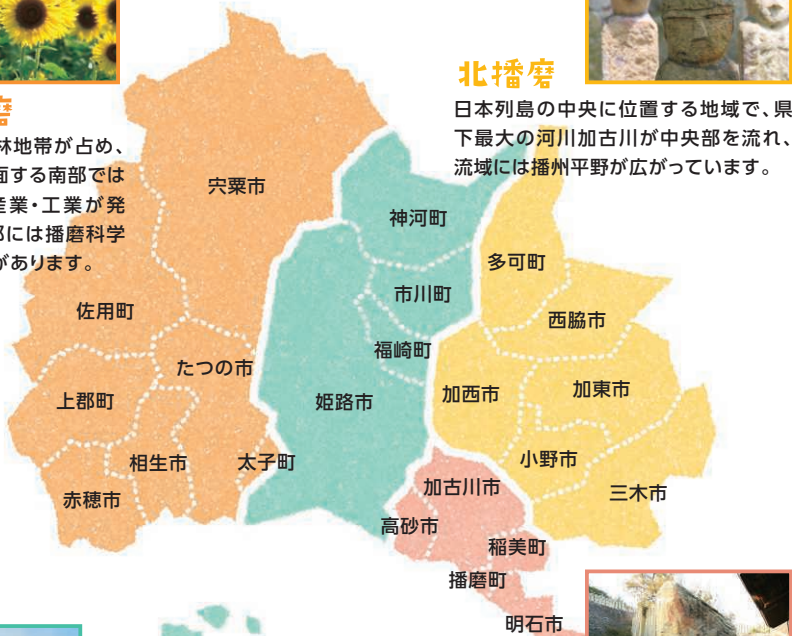 磨
林地帯が占め、
面する南部では
産業・工業が発
部には播磨科学
があります。
北播磨
日本列島の中央に位置する地域で、県
下最大の河川加古川が中央部を流れ、
流域には播州平野が広がっています。
宍粟市
神河町
多可町
市川町
佐用町
西脇市
福崎町
たつの市
加西市
加東市
上郡町
姫路市
相生市
太子町
小野市
赤穂市
加古川市
三木市
高砂市
稲美町
播磨町
明石市